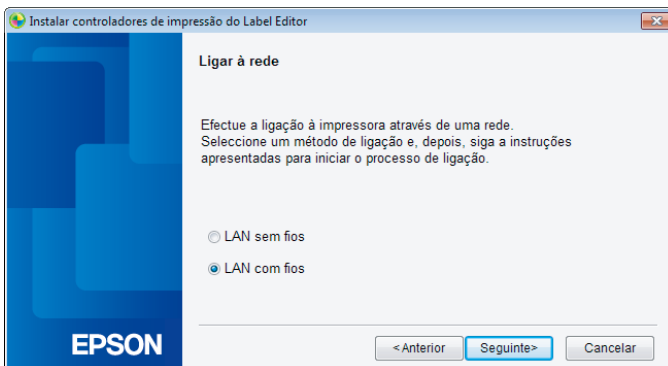 Instalar controladores de impressão do Label Editor
Ligar à rede
Efectue a ligação à impressora através de uma rede.
Seleccione um método de ligação e, depois, siga a instruções
apresentadas para iniciar o processo de ligação.
LAN sem fios
LAN com fios
EPSON
<Anterior Seguinte> Cancelar